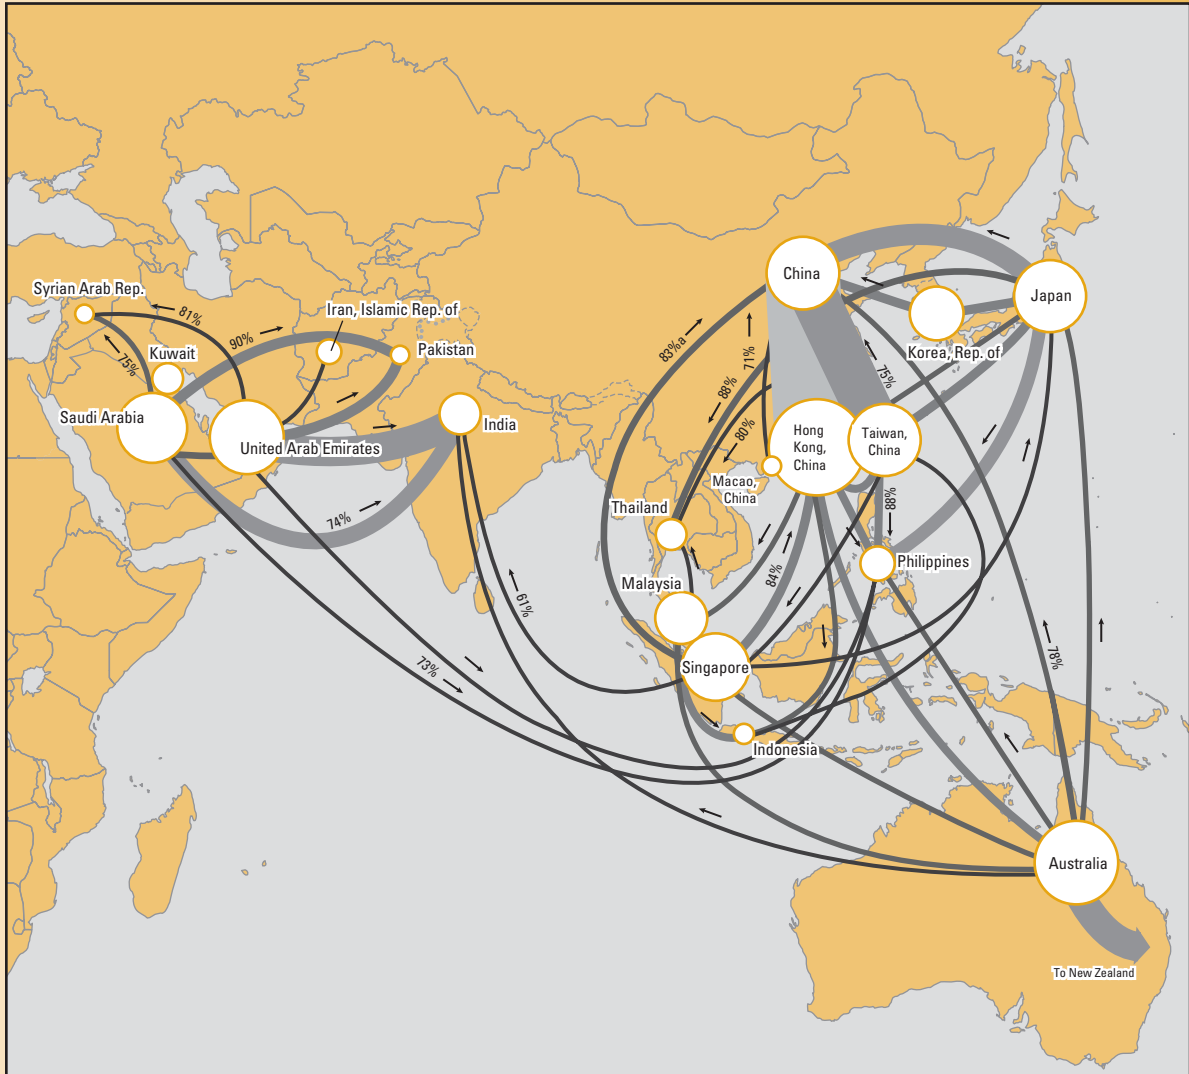 China
Japan
Syrian Arab Rep.
81%
Iran, Islamic Rep. of
90%
83%a
71%
75%
Korea, Rep. of
75%
Kuwait
Pakistan
88%
Saudi Arabia
United Arab Emirates
India
80%
Hong
Kong,
China
Taiwan,
China
Macao,
China
88%
Thailand
74%
Philippines
Malaysia
84%
61%
78%
73%
Singapore
Indonesia
Australia
To New Zealand